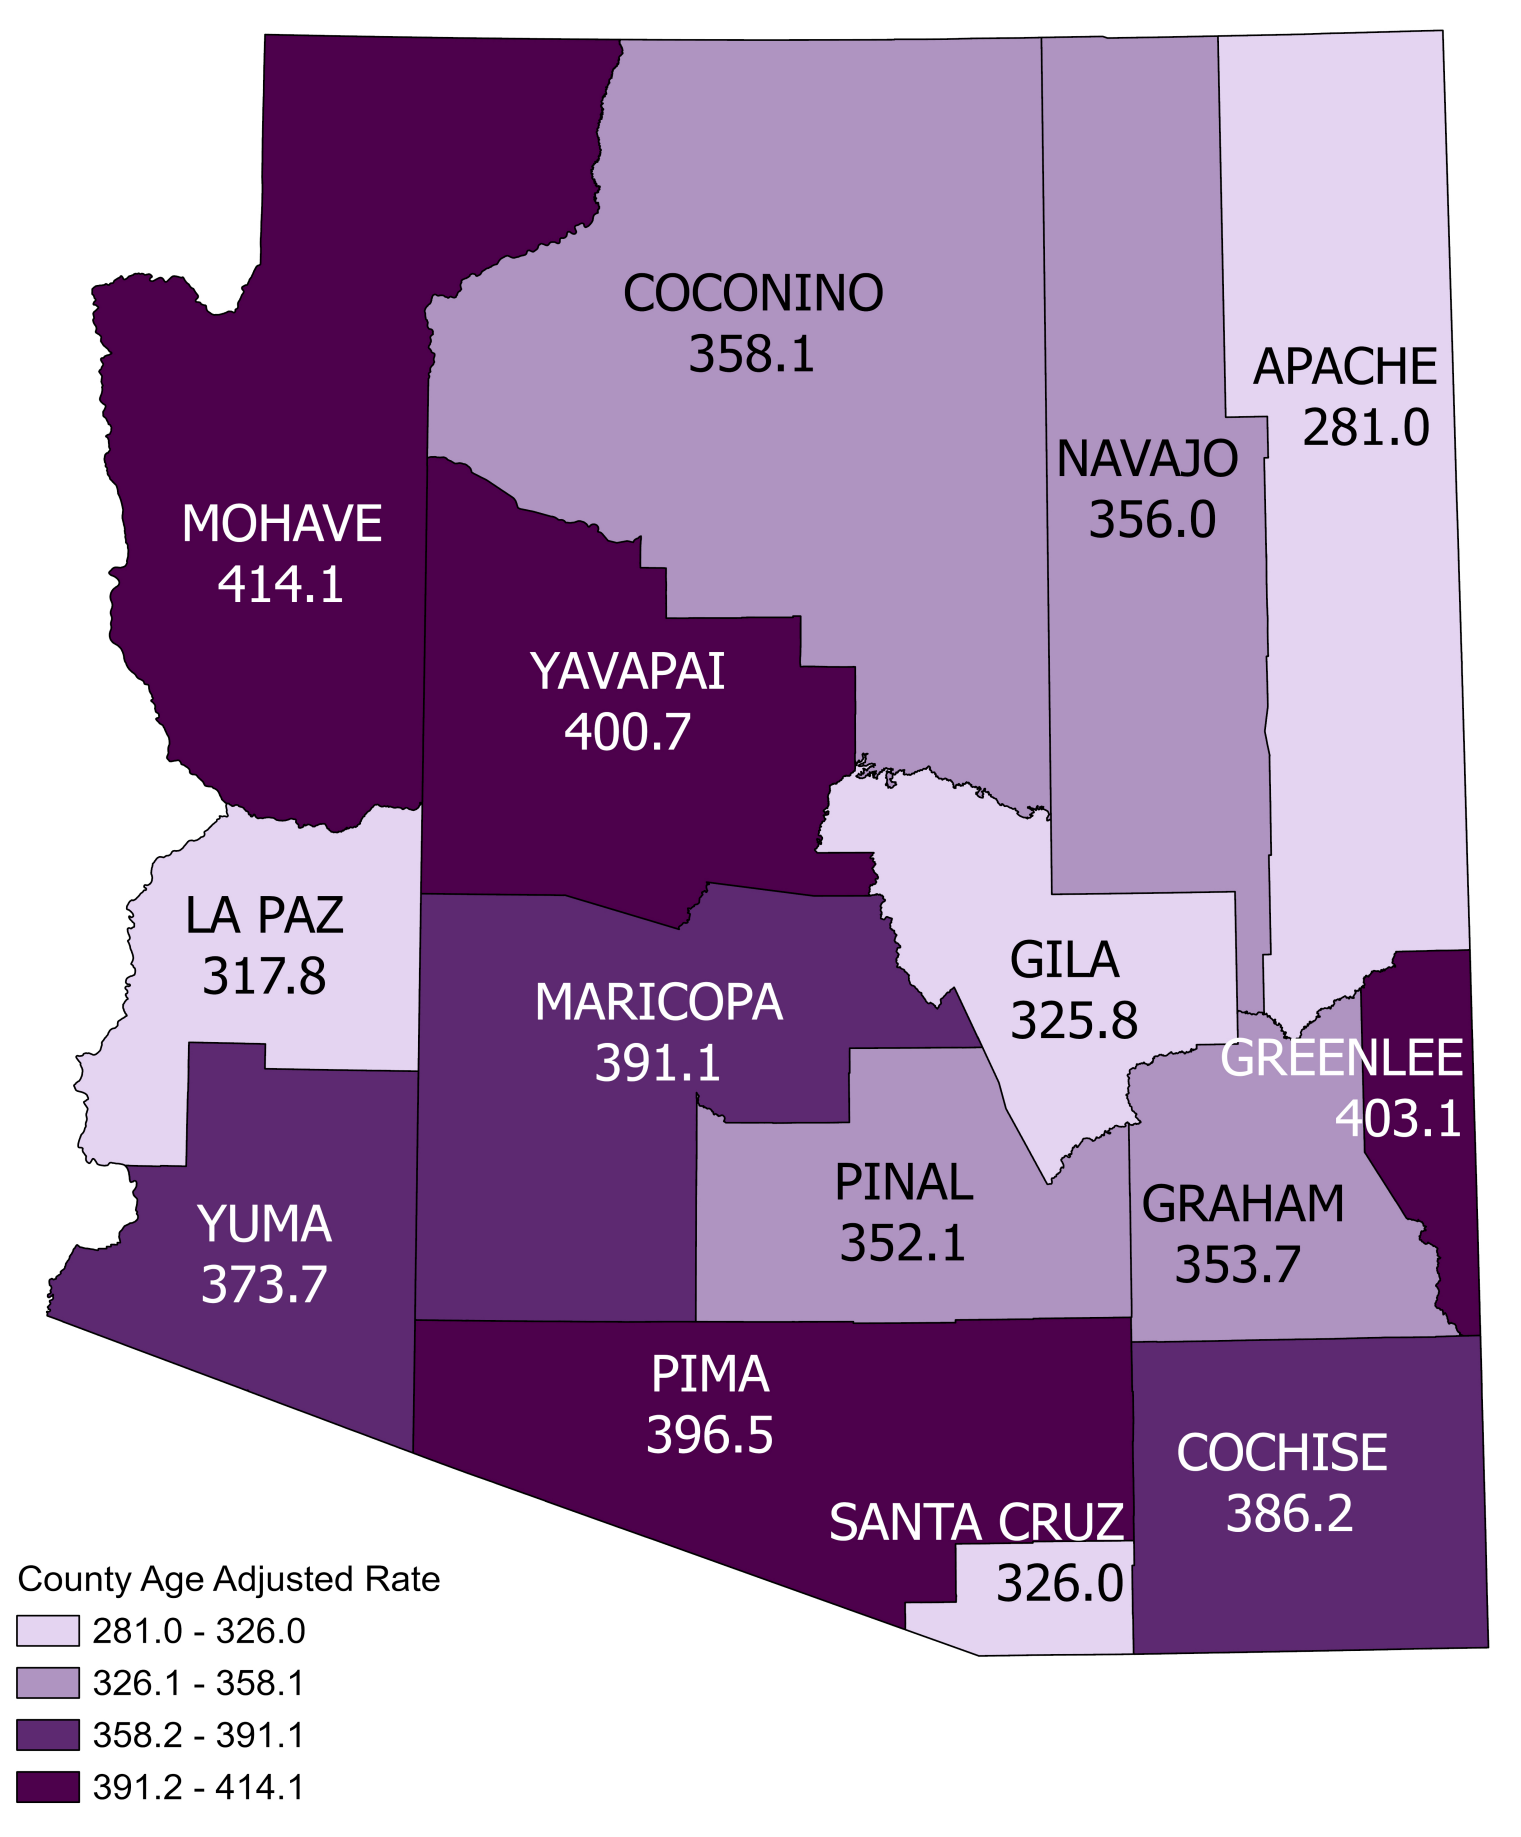 COCONINO
358.1
APACHE
281.0
NAVAJO
356.0
MOHAVE
414.1
YAVAPAI
400.7
LA PAZ
317.8
GILA
325.8
MARICOPA
391.1
GREENLEE
403.1
PINAL
352.1
GRAHAM
353.7
YUMA
373.7
PIMA
396.5
COCHISE
386.2
SANTA CRUZ
326.0
County Age Adjusted Rate
281.0 - 326.0
326.1 - 358.1
358.2 - 391.1
391.2 - 414.1